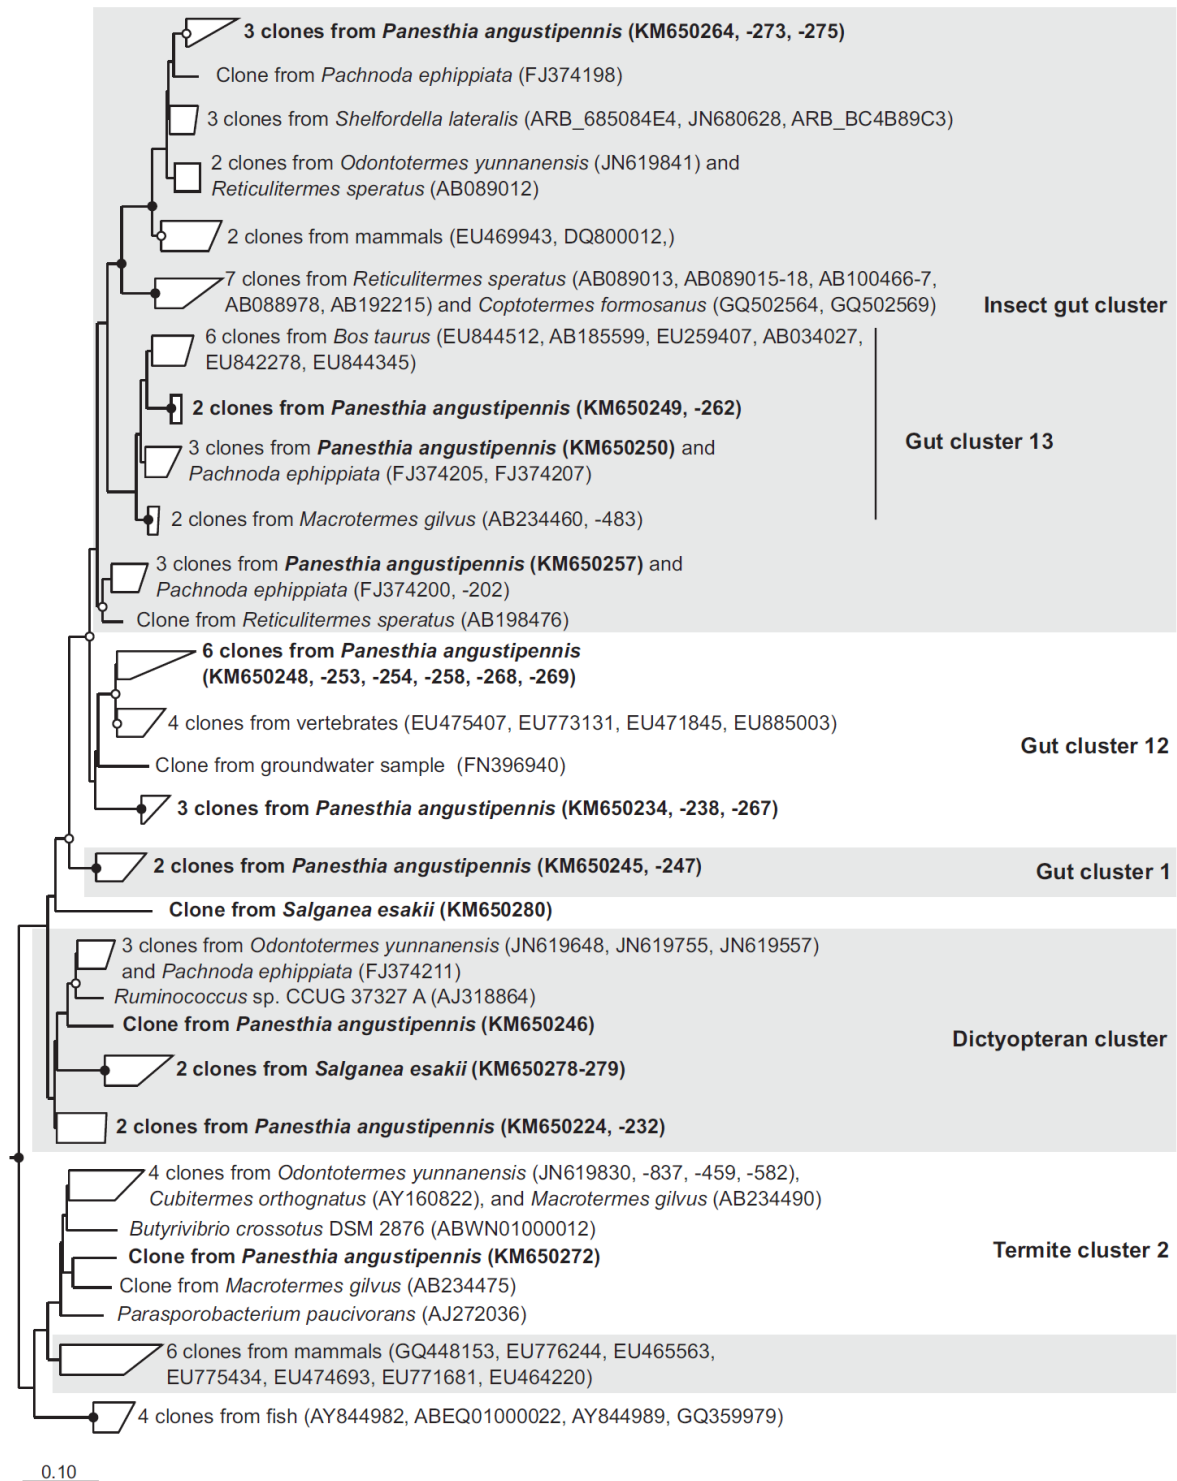 3 clones from Panesthia angustipennis (KM650264, -273, -275)
Clone from Pachnoda ephippiata (FJ374198)
3 clones from Shelfordella lateralis (ARB_685084E4, JN680628, ARB_BC4B89C3)
2 clones from Odontotermes yunnanensis (JN619841) and
Reticulitermes speratus (AB089012)
2 clones from mammals (EU469943, DQ800012,)
7 clones from Reticulitermes speratus (AB089013, AB089015-18, AB100466-7,
AB088978, AB192215) and Coptotermes formosanus (GQ502564, GQ502569)
Insect gut cluster
6 clones from Bos taurus (EU844512, AB185599, EU259407, AB034027,
EU842278, EU844345)
2 clones from Panesthia angustipennis (KM650249, -262)
Gut cluster 13
3 clones from Panesthia angustipennis (KM650250) and
Pachnoda ephippiata (FJ374205, FJ374207)
2 clones from Macrotermes gilvus (AB234460, -483)
3 clones from Panesthia angustipennis (KM650257) and
Pachnoda ephippiata (FJ374200, -202)
Clone from Reticulitermes speratus (AB198476)
6 clones from Panesthia angustipennis
(KM650248, -253, -254, -258, -268, -269)
4 clones from vertebrates (EU475407, EU773131, EU471845, EU885003)
Gut cluster 12
Clone from groundwater sample (FN396940)
3 clones from Panesthia angustipennis (KM650234, -238, -267)
2 clones from Panesthia angustipennis (KM650245, -247)
Gut cluster 1
Clone from Salganea esakii (KM650280)
3 clones from Odontotermes yunnanensis (JN619648, JN619755, JN619557)
and Pachnoda ephippiata (FJ374211)
Ruminococcus sp. CCUG 37327 A (AJ318864)
Clone from Panesthia angustipennis (KM650246)
Dictyopteran cluster
2 clones from Salganea esakii (KM650278-279)
2 clones from Panesthia angustipennis (KM650224, -232)
4 clones from Odontotermes yunnanensis (JN619830, -837, -459, -582),
Cubitermes orthognatus (AY160822), and Macrotermes gilvus (AB234490)
Butyrivibrio crossotus DSM 2876 (ABWN01000012)
Clone from Panesthia angustipennis (KM650272)
Termite cluster 2
Clone from Macrotermes gilvus (AB234475)
Parasporobacterium paucivorans (AJ272036)
6 clones from mammals (GQ448153, EU776244, EU465563,
EU775434, EU474693, EU771681, EU464220)
4 clones from fish (AY844982, ABEQ01000022, AY844989, GQ359979)
0.10